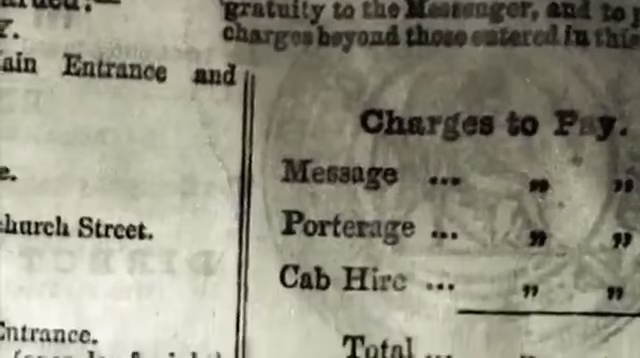 gratuity to the Messenger, and to
charges beyond those entered in this
Y.
ain Entrance and
e.
church Street.
Entrance.
Charges to Pay.
Message ... " "
Porterage ... " "
Cab Hire ... " "
Total ...